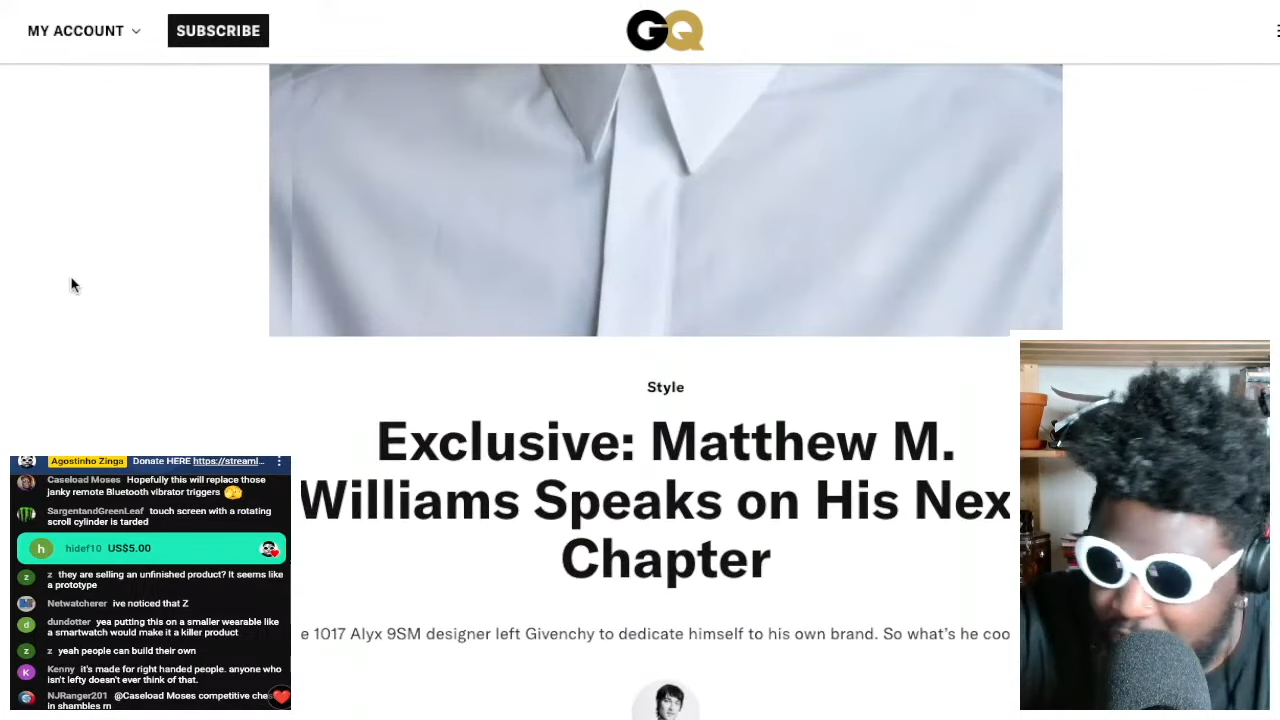 MY ACCOUNT
SUBSCRIBE
GQ
Style
Exclusive: Matthew M.
Williams Speaks on His Nex
Chapter
e 1017 Alyx 9SM designer left Givenchy to dedicate himself to his own brand. So what's he coo
Agostinho Zinga Donate HERE https://streaml...
Caseload Moses Hopefully this will replace those
janky remote Bluetooth vibrator triggers
SargentandGreenLeaf touch screen with a rotating
scroll cylinder is tarded
h hidef10 US$5.00
z z they are selling an unfinished product? It seems like
a prototype
Netwatcherer ive noticed that Z
d dundotter yea putting this on a smaller wearable like
a smartwatch would make it a killer product
z z yeah people can build their own
K Kenny it's made for right handed people. anyone who
isn't lefty doesn't ever think of that.
NJRanger201 @Caseload Moses competitive che
in shambles rn